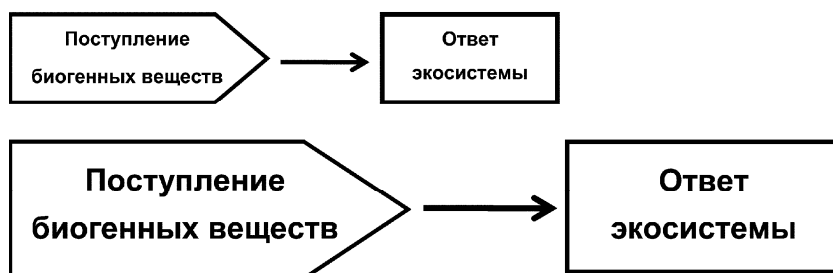 Поступление
биогенных веществ
Ответ
экосистемы
Поступление
биогенных веществ
Ответ
экосистемы